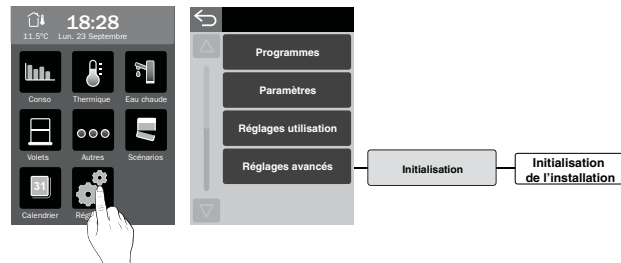 18:28
11.5°C Lun. 23 Septembre
Conso Thermique Eau chaude
Volets Autres Scénarios
31
Calendrier
Programmes
Paramètres
Réglages utilisation
Réglages avancés
Initialisation
Initialisation
de l'installation